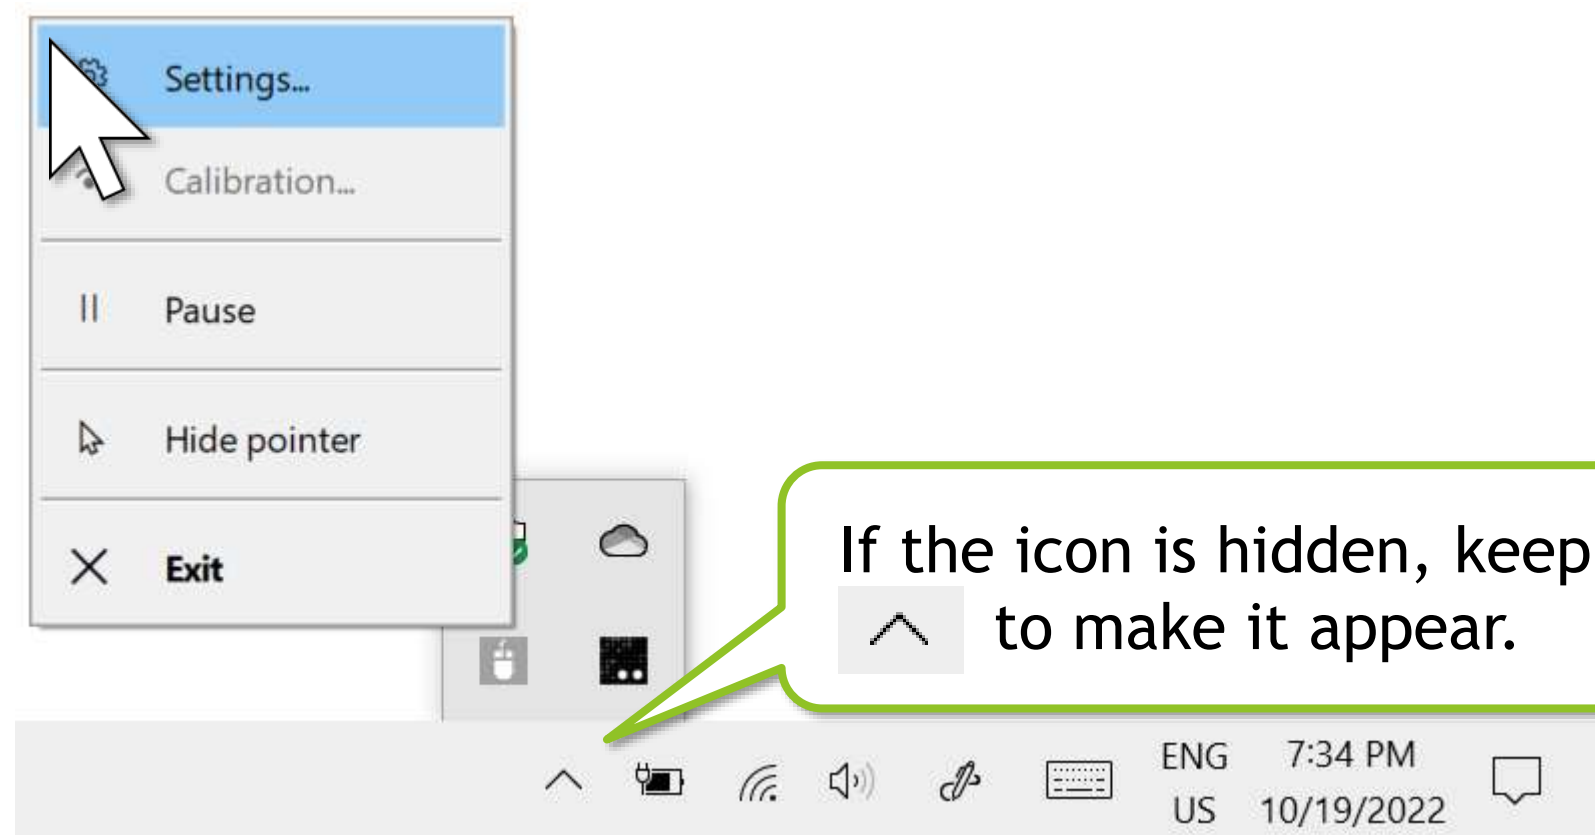 Settings...
Calibration...
Pause
Hide pointer
Exit
If the icon is hidden, keep
to make it appear.
ENG 7:34 PM
US 10/19/2022